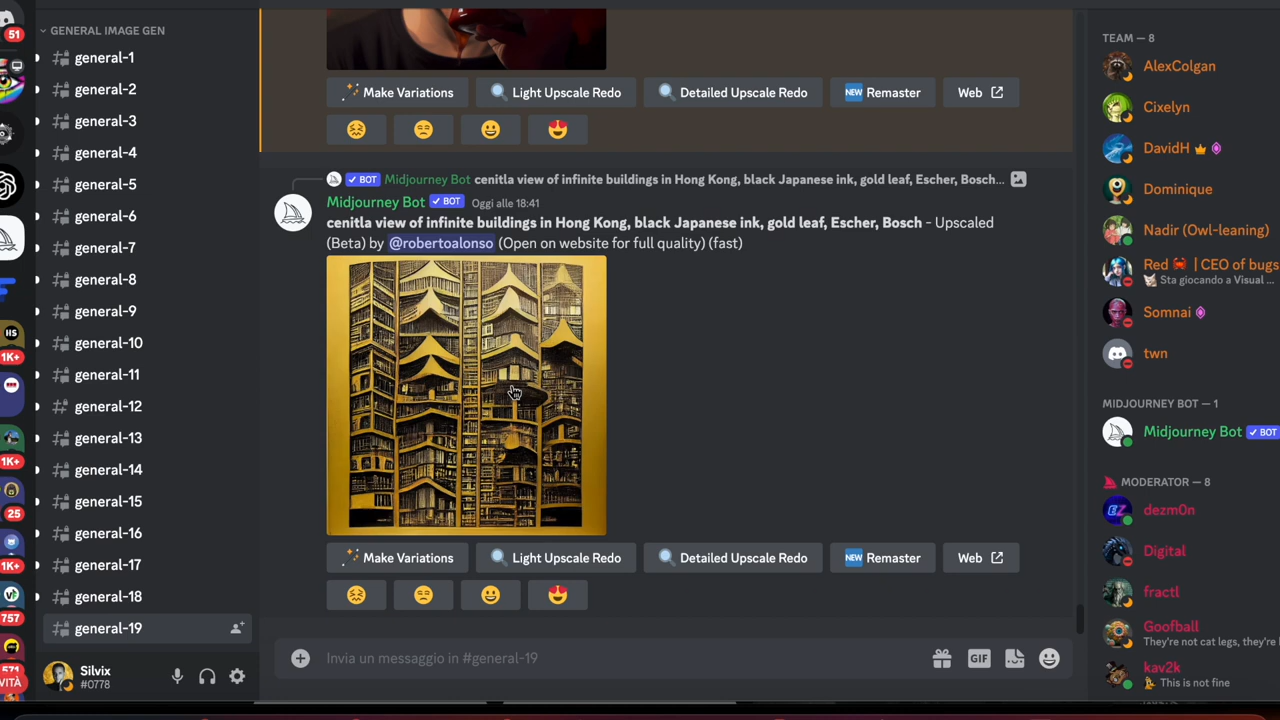 51
1K+
1K+
25
1K+
757
571
VITÀ
HS
GENERAL IMAGE GEN
general-1
general-2
general-3
general-4
general-5
general-6
general-7
general-8
general-9
general-10
general-11
general-12
general-13
general-14
general-15
general-16
general-17
general-18
general-19
Silvix
#0778
Make Variations
Light Upscale Redo
Detailed Upscale Redo
NEW Remaster
Web
BOT Midjourney Bot cenitla view of infinite buildings in Hong Kong, black Japanese ink, gold leaf, Escher, Bosch...
Midjourney Bot BOT Oggi alle 18:41
cenitla view of infinite buildings in Hong Kong, black Japanese ink, gold leaf, Escher, Bosch - Upscaled
(Beta) by @robertoalonso (Open on website for full quality) (fast)
Make Variations
Light Upscale Redo
Detailed Upscale Redo
NEW Remaster
Web
Invia un messaggio in #general-19
GIF
TEAM — 8
AlexColgan
Cixelyn
DavidH
Dominique
Nadir (Owl-leaning)
Red | CEO of bugs
Sta giocando a Visual ...
Somnai
twn
MIDJOURNEY BOT — 1
Midjourney Bot BOT
MODERATOR — 8
dezm0n
Digital
fractl
Goofball
They're not cat legs, they're
kav2k
This is not fine